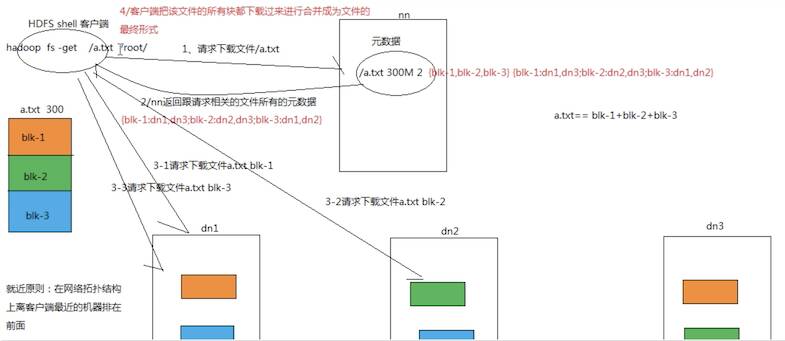 4/客户端把该文件的所有块都下载过来进行合并成为文件的
最终形式
HDFS shell 客户端
nn
hadoop fs -get /a.txt /root/
1、请求下载文件/a.txt
元数据
/a.txt 300M 2 {blk-1,blk-2,blk-3} {blk-1:dn1,dn3;blk-2:dn2,dn3;blk-3:dn1,dn2}
2/nn返回跟请求相关的文件所有的元数据
{blk-1:dn1,dn3;blk-2:dn2,dn3;blk-3:dn1,dn2}
a.txt 300
a.txt== blk-1+blk-2+blk-3
blk-1
blk-2
blk-3
3-1请求下载文件a.txt blk-1
3-3请求下载文件a.txt blk-3
3-2请求下载文件a.txt blk-2
dn1
dn2
dn3
就近原则：在网络拓扑结构
上离客户端最近的机器排在
前面